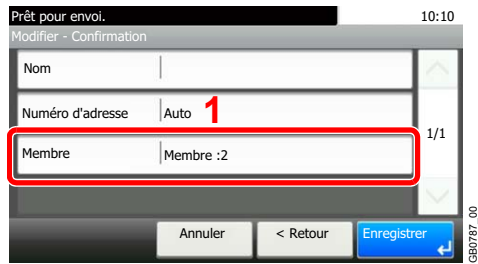 Prêt pour envoi.
10:10
Modifier - Confirmation
Nom
Numéro d'adresse
Auto
1
Membre
Membre :2
1/1
Annuler
< Retour
Enregistrer
GB0787_00